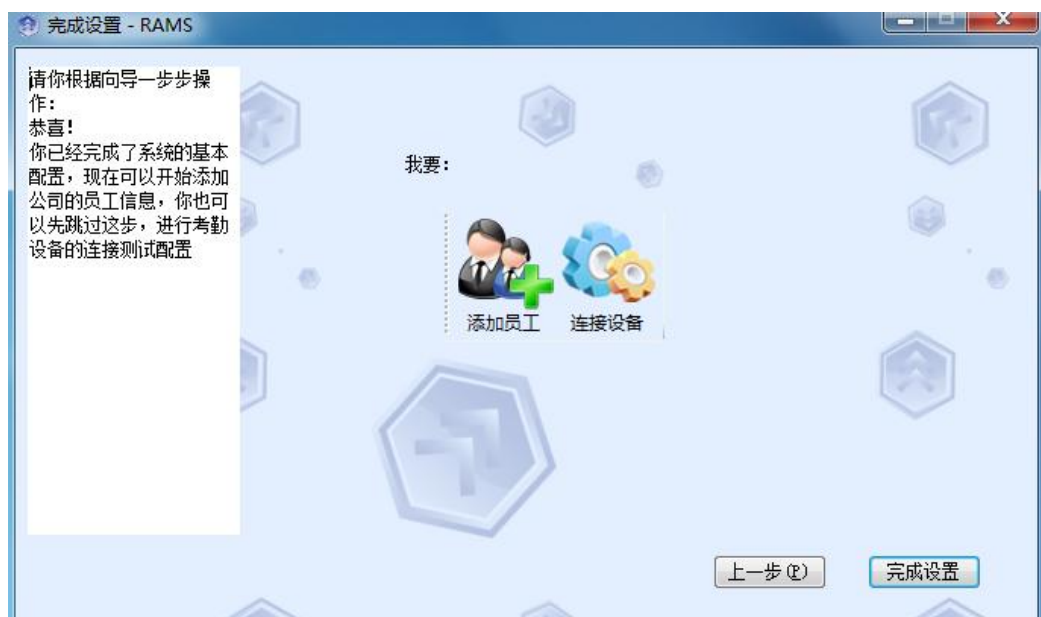 完成设置 - RAMS
请你根据向导一步步操
作:
恭喜!
你已经完成了系统的基本
配置，现在可以开始添加
公司的员工信息，你也可
以先跳过这步，进行考勤
设备的连接测试配置
我要:
添加员工 连接设备
上一步(P) 完成设置